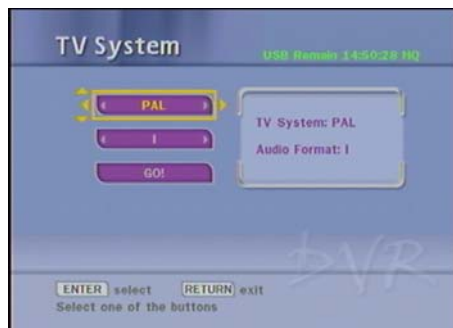 TV System
USB Remain 14:50:28 HQ
PAL
I
GO!
TV System: PAL
Audio Format: I
DVR
ENTER select RETURN exit
Select one of the buttons